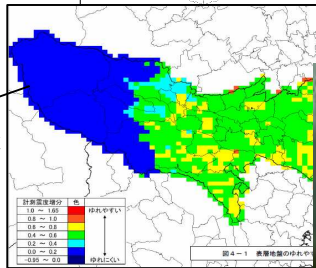 計測震度増分 色
1.0 ～ 1.65 ゆれやすい
0.8 ～ 1.0
0.6 ～ 0.8
0.4 ～ 0.6
0.2 ～ 0.4
0.0 ～ 0.2
-0.95 ～ 0.0 ゆれにくい
図４－１ 表層地盤のゆれや